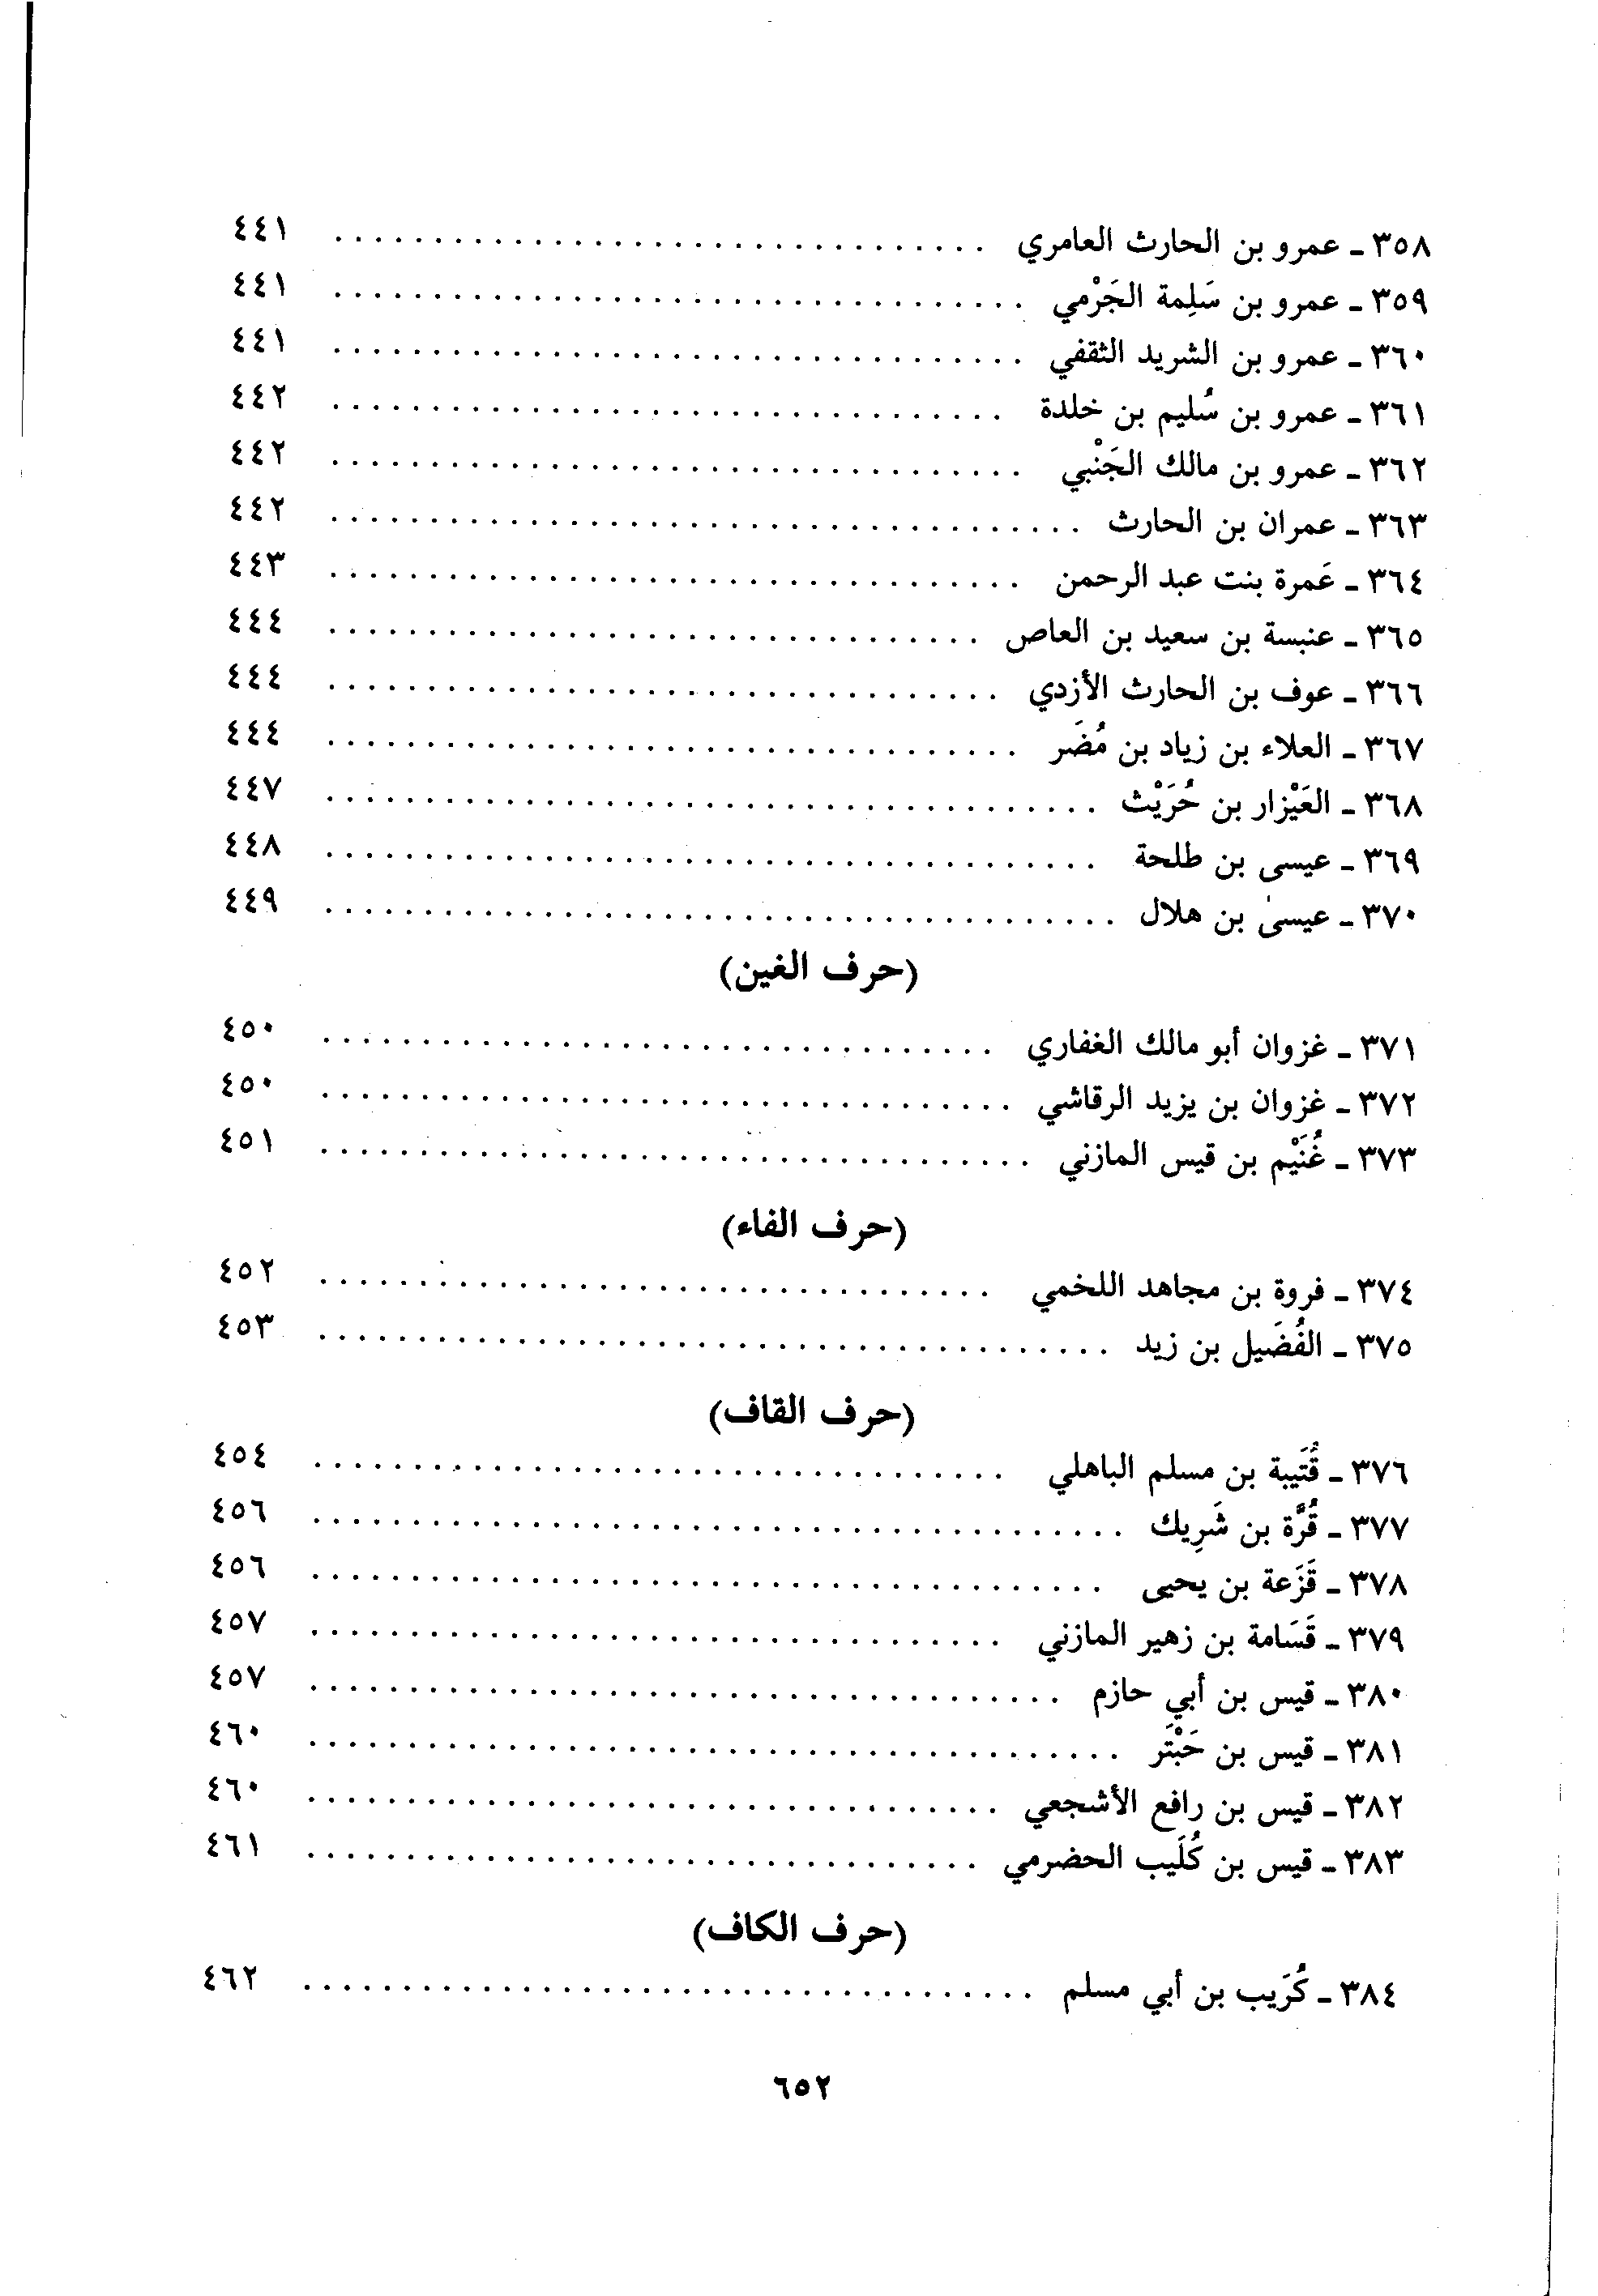 ٣٥٨ ـ عمرو بن الحارث العامري ................................. ٤٤١
٣٥٩ ـ عمرو بن سَلِمة الجَرْمي ................................... ٤٤١
٣٦٠ ـ عمرو بن الشريد الثقفي ................................... ٤٤١
٣٦١ ـ عمرو بن سُليم بن خلدة .................................. ٤٤٢
٣٦٢ ـ عمرو بن مالك الجَنْبي ................................... ٤٤٢
٣٦٣ ـ عمران بن الحارث ...................................... ٤٤٢
٣٦٤ ـ عَمرة بنت عبد الرحمن ................................... ٤٤٣
٣٦٥ ـ عنبسة بن سعيد بن العاص ................................. ٤٤٤
٣٦٦ ـ عوف بن الحارث الأزدي .................................. ٤٤٤
٣٦٧ ـ العلاء بن زياد بن مُضَر ................................... ٤٤٤
٣٦٨ ـ العَيْزار بن حُرَيْث ....................................... ٤٤٧
٣٦٩ ـ عيسى بن طلحة ....................................... ٤٤٨
٣٧٠ ـ عيسىٰ بن هلال ........................................ ٤٤٩
(حرف الغين)
٣٧١ ـ غزوان أبو مالك الغفاري .................................. ٤٥٠
٣٧٢ ـ غزوان بن يزيد الرقاشي ................................... ٤٥٠
٣٧٣ ـ غُنَيْم بن قيس المازني .................................... ٤٥١
(حرف الفاء)
٣٧٤ ـ فروة بن مجاهد اللخمي .................................. ٤٥٢
٣٧٥ ـ الفُضَيل بن زيد ........................................ ٤٥٣
(حرف القاف)
٣٧٦ ـ قُتَيبة بن مسلم الباهلي ................................... ٤٥٤
٣٧٧ ـ قُرَّة بن شَرِيك ......................................... ٤٥٦
٣٧٨ ـ قَزَعة بن يحيى ........................................ ٤٥٦
٣٧٩ ـ قَسَامة بن زهير المازني ................................... ٤٥٧
٣٨٠ ـ قيس بن أبي حازم ...................................... ٤٥٧
٣٨١ ـ قيس بن حَبْتَر ......................................... ٤٦٠
٣٨٢ ـ قيس بن رافع الأشجعي ................................... ٤٦٠
٣٨٣ ـ قيس بن كُلَيب الحضرمي .................................. ٤٦١
(حرف الكاف)
٣٨٤ ـ كُرَيب بن أبي مسلم ..................................... ٤٦٢
٦٥٢